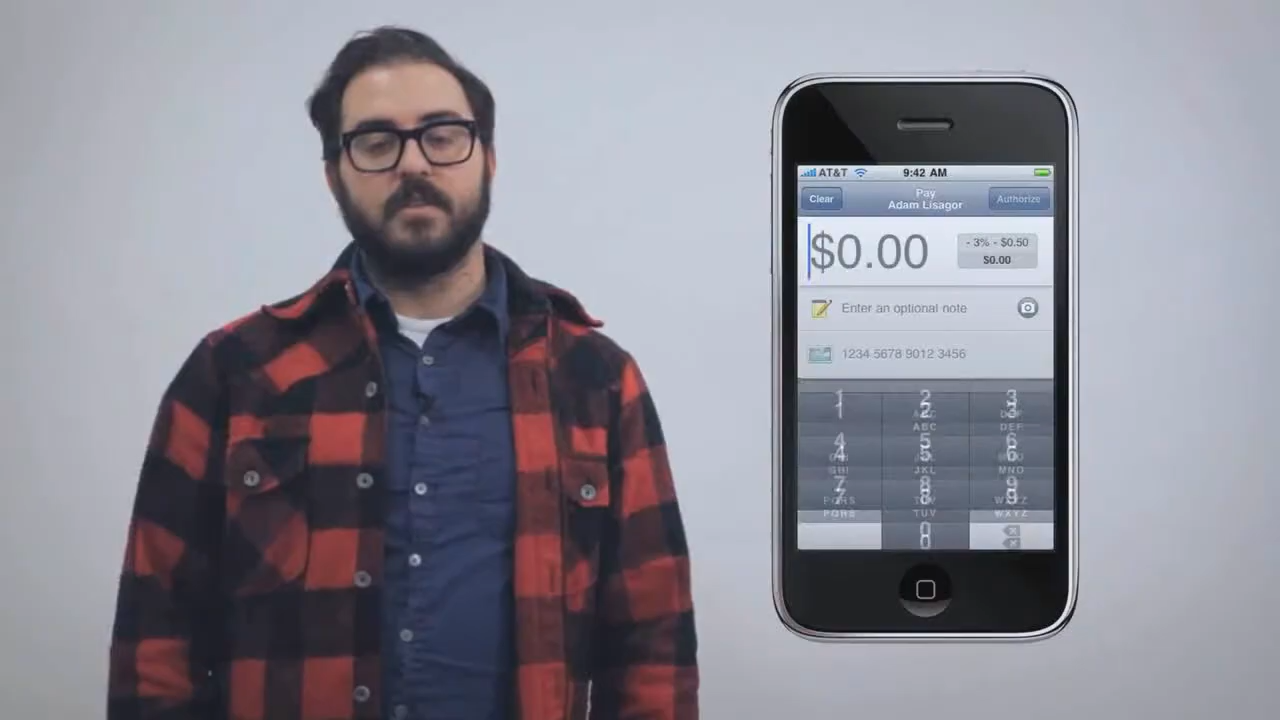 AT&T 9:42 AM
Clear Pay Authorize
Adam Lisagor
$0.00 - 3% - $0.50
$0.00
Enter an optional note
1234 5678 9012 3456
1 2 3
ABC DEF
4 5 6
GHI JKL MNO
7 8 9
PQRS TUV WXYZ
0